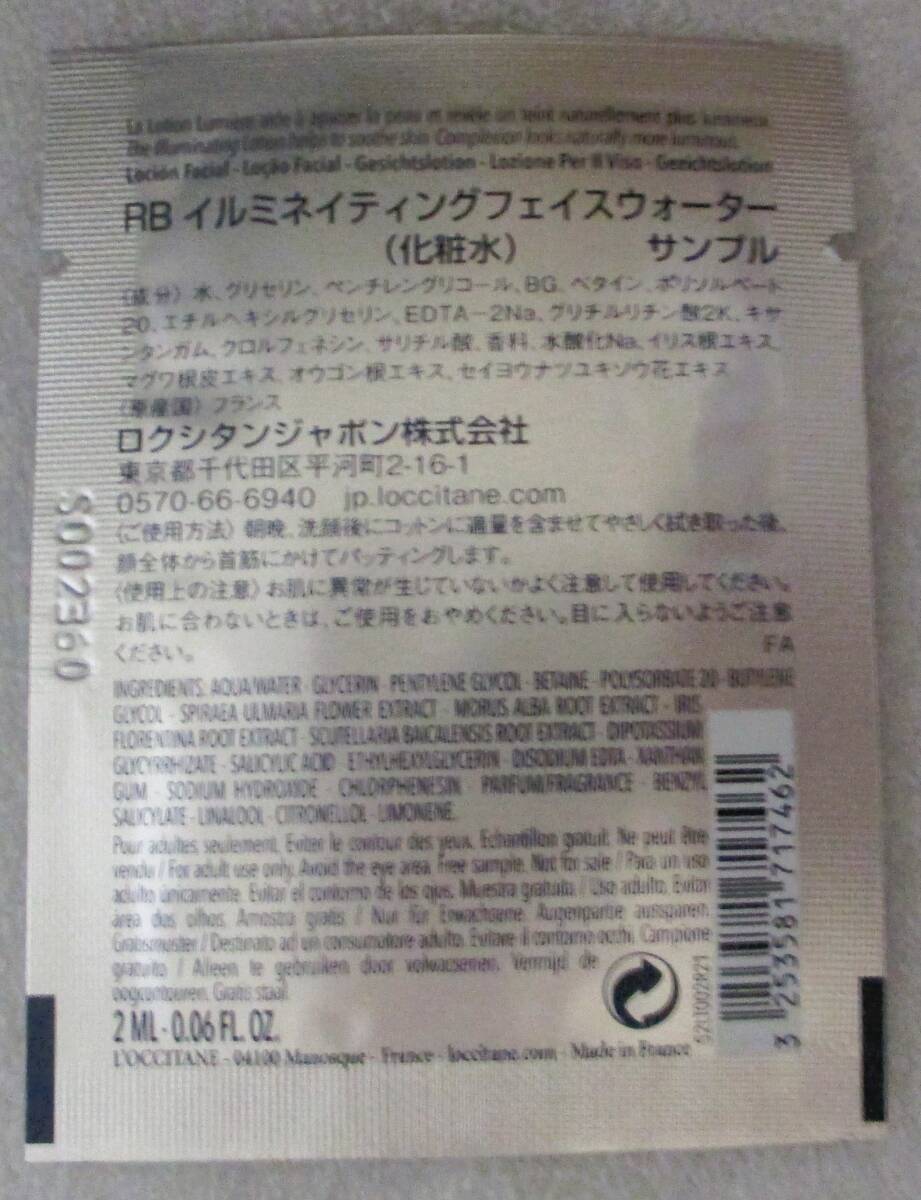 La Lotion Lumière aide à apaiser la peau et révèle un teint naturellement plus lumineux.
The Illuminating Lotion helps to soothe skin. Complexion looks naturally more luminous.
Loción Facial - Loção Facial - Gesichtslotion - Lozione Per Il Viso - Gezichtslotion
RB イルミネイティングフェイスウォーター
（化粧水） サンプル
〈成分〉水、グリセリン、ペンチレングリコール、BG、ベタイン、ポリソルベート
20、エチルヘキシルグリセリン、EDTA－2Na、グリチルリチン酸2K、キサ
ンタンガム、クロルフェネシン、サリチル酸、香料、水酸化Na、イリス根エキス、
マグワ根皮エキス、オウゴン根エキス、セイヨウナツユキソウ花エキス
〈原産国〉フランス
ロクシタンジャポン株式会社
東京都千代田区平河町2-16-1
0570-66-6940 jp.loccitane.com
〈ご使用方法〉朝晩、洗顔後にコットンに適量を含ませてやさしく拭き取った後、
顔全体から首筋にかけてパッティングします。
〈使用上の注意〉お肌に異常が生じていないかよく注意して使用してください。
お肌に合わないときは、ご使用をおやめください。目に入らないようご注意
ください。 FA
INGREDIENTS: AQUA/WATER - GLYCERIN - PENTYLENE GLYCOL - BETAINE - POLYSORBATE 20 - BUTYLENE
GLYCOL - SPIRAEA ULMARIA FLOWER EXTRACT - MORUS ALBA ROOT EXTRACT - IRIS
FLORENTINA ROOT EXTRACT - SCUTELLARIA BAICALENSIS ROOT EXTRACT - DIPOTASSIUM
GLYCYRRHIZATE - SALICYLIC ACID - ETHYLHEXYLGLYCERIN - DISODIUM EDTA - XANTHAN
GUM - SODIUM HYDROXIDE - CHLORPHENESIN - PARFUM/FRAGRANCE - BENZYL
SALICYLATE - LINALOOL - CITRONELLOL - LIMONENE.
Pour adultes seulement. Eviter le contour des yeux. Echantillon gratuit. Ne peut être
vendu / For adult use only. Avoid the eye area. Free sample. Not for sale / Para un uso
adulto únicamente. Evitar el contorno de los ojos. Muestra gratuita / Uso adulto. Evitar
área dos olhos. Amostra gratis / Nur für Erwachsene. Augenpartie aussparen.
Gratismuster / Destinato ad un consumatore adulto. Evitare il contorno occhi. Campione
gratuito / Alleen te gebruiken door volwassenen. Vermijd de
oogcontouren. Gratis staal.
2 ML - 0.06 FL. OZ.
L'OCCITANE - 04100 Manosque - France - loccitane.com - Made in France
S002360
52LT002R21
3 253581 717462